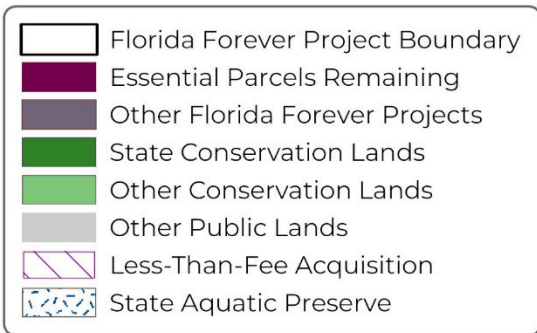 Florida Forever Project Boundary
Essential Parcels Remaining
Other Florida Forever Projects
State Conservation Lands
Other Conservation Lands
Other Public Lands
Less-Than-Fee Acquisition
State Aquatic Preserve